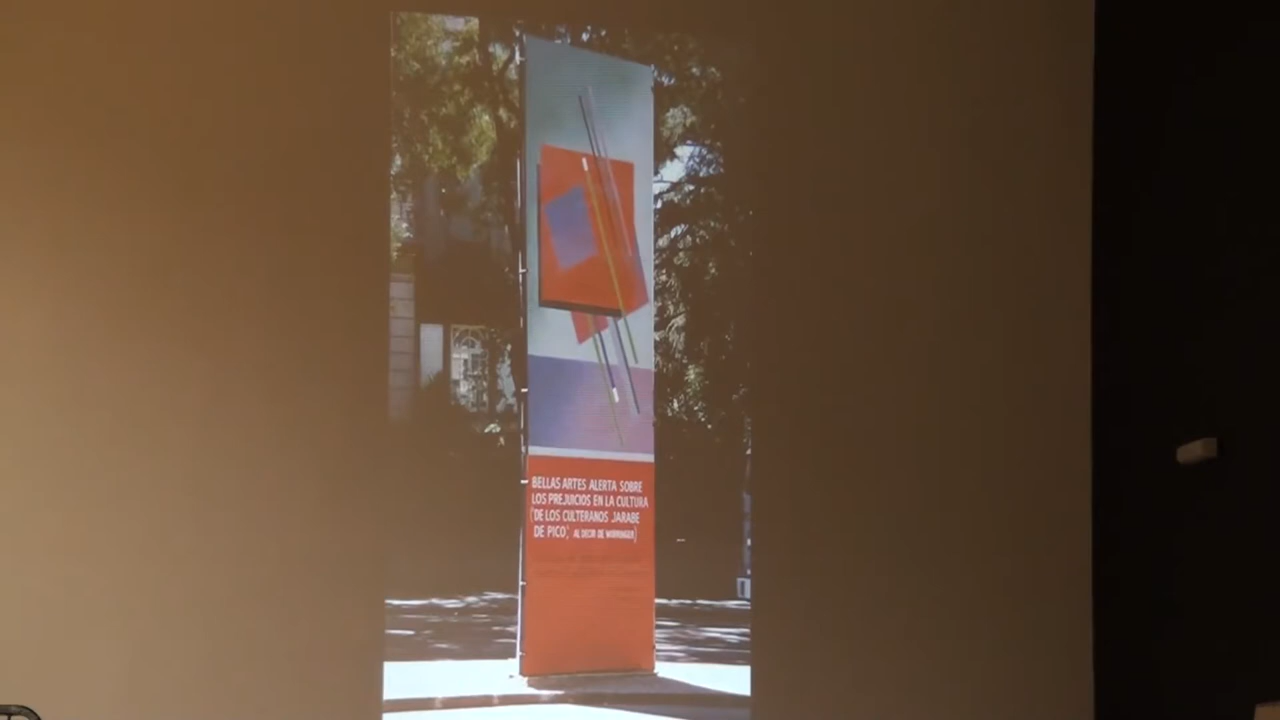 BELLAS ARTES ALERTA SOBRE
LOS PREJUICIOS EN LA CULTURA
('DE LOS CULTERANOS JARABE
DE PICO', AL DECIR DE WORRINGER)